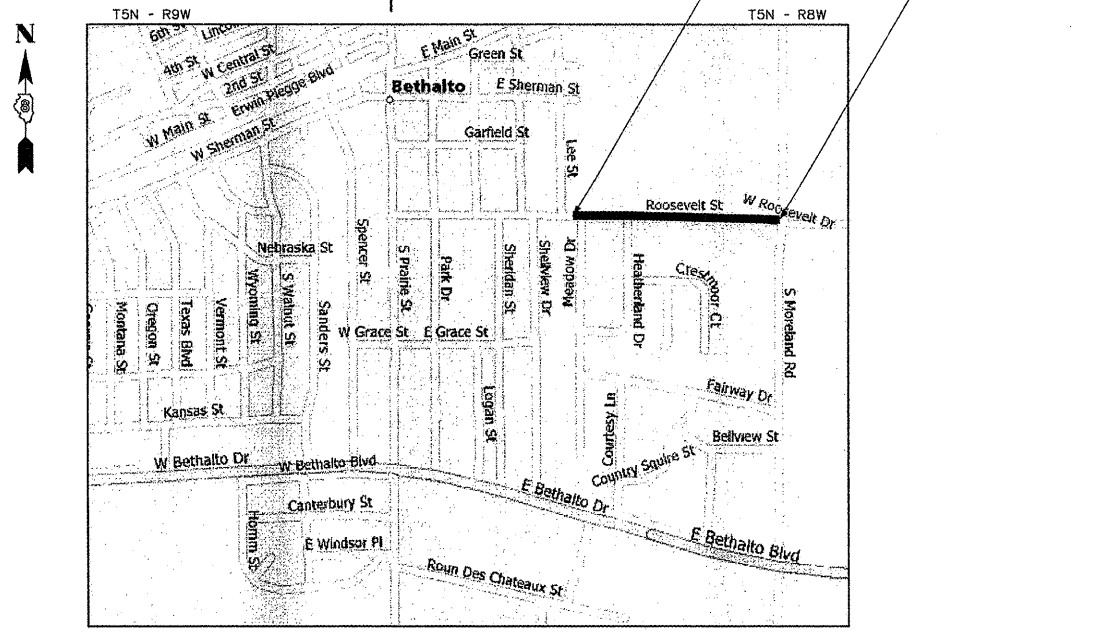 T5N - R9W
T5N - R8W
N
6th St
4th St
W Central St
2nd St
Erwin Plegge Blvd
W Main St
W Sherman St
E Main St
Green St
Bethalto
E Sherman St
Garfield St
Lee St
Roosevelt St
W Roosevelt Dr
Nebraska St
Spencer St
S Prairie St
Park Dr
Sheridan St
Shellview Dr
Meadow Dr
Heatherland Dr
Crestmoor Ct
S Moreland Rd
Montana St
Oregon St
Texas Blvd
Vermont St
Wyoming St
S Walnut St
Sanders St
W Grace St
E Grace St
Logan St
Courtesy Ln
Fairway Dr
Bellview St
Country Squire St
Kansas St
W Bethalto Dr
W Bethalto Blvd
E Bethalto Dr
E Bethalto Blvd
Canterbury St
E Windsor Pl
Homm St
Roun Des Chateaux St